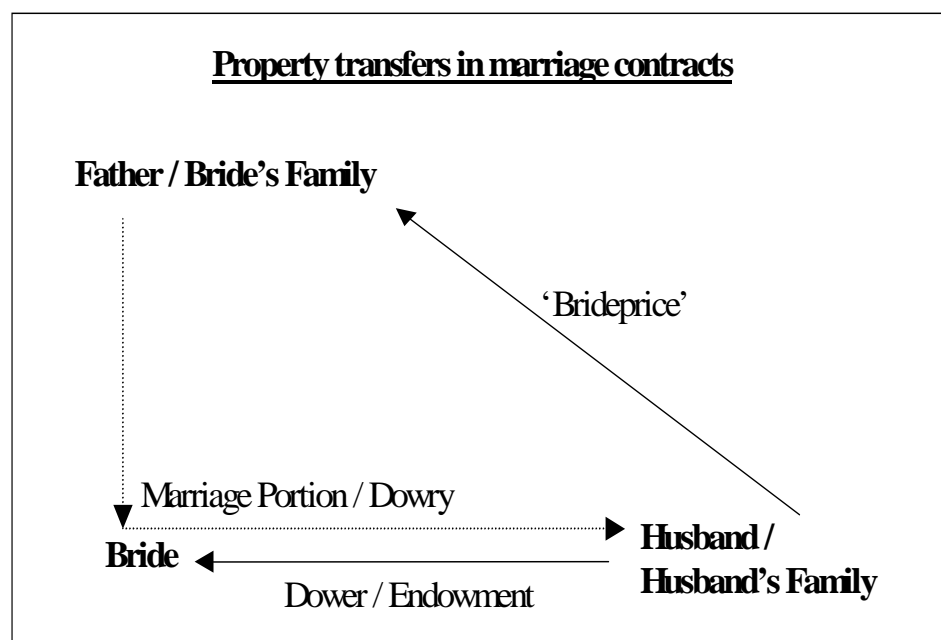 Property transfers in marriage contracts
Father / Bride's Family
'Brideprice'
Marriage Portion / Dowry
Bride
Husband /
Husband's Family
Dower / Endowment